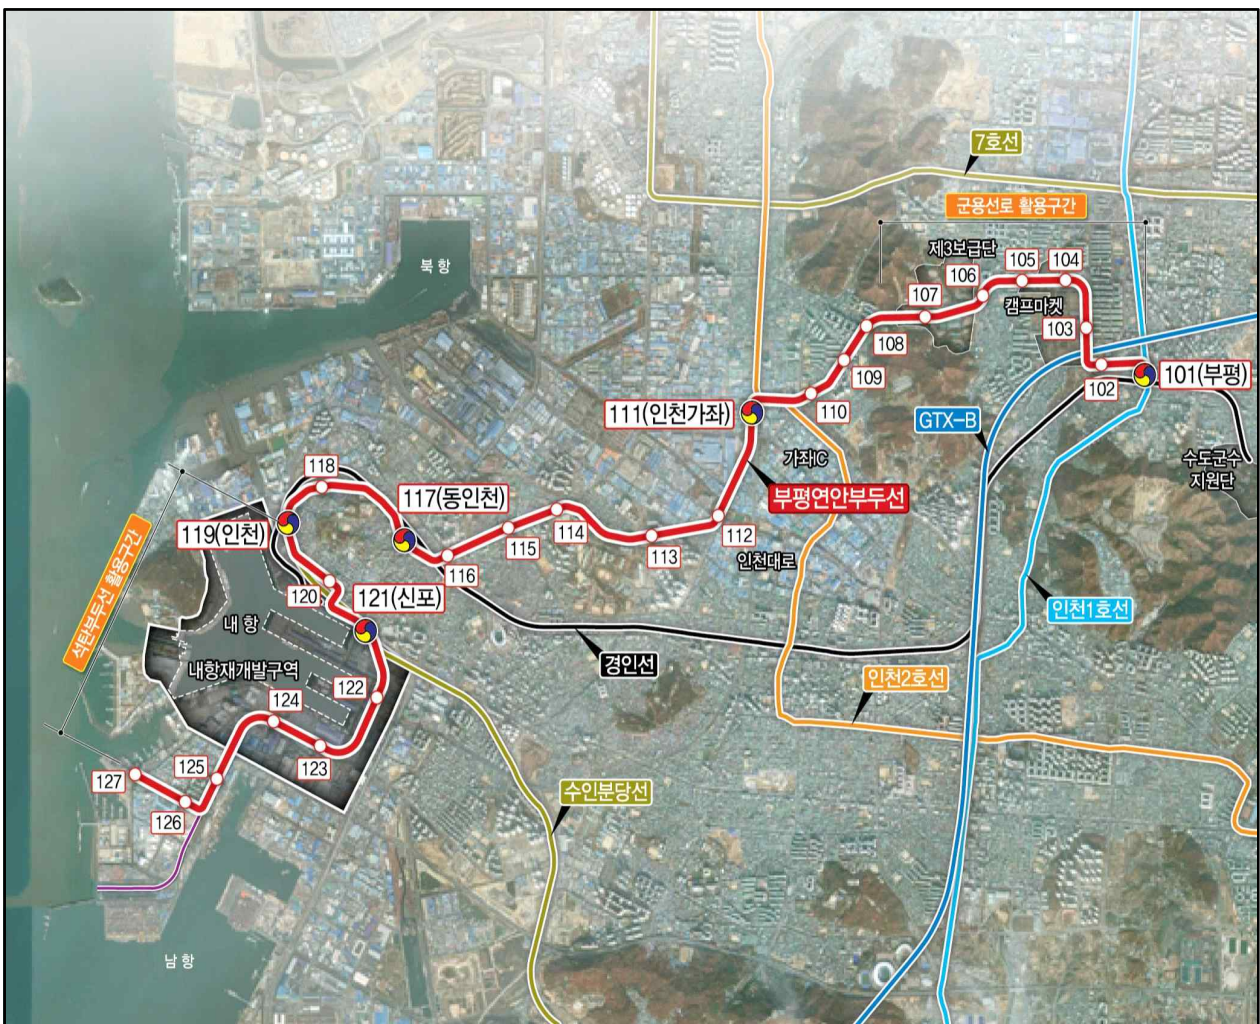 7호선
군용선로 활용구간
제3보급단
105
104
106
북항
107
캠프마켓
103
108
101(부평)
109
102
110
111(인천가좌)
GTX-B
가좌IC
수도군수
지원단
118
117(동인천)
부평연안부두선
119(인천)
112
115
114
113
인천대로
116
석탄부두선 활용구간
120
121(신포)
인천1호선
내항
경인선
내항재개발구역
인천2호선
122
124
123
125
127
수인분당선
126
남항